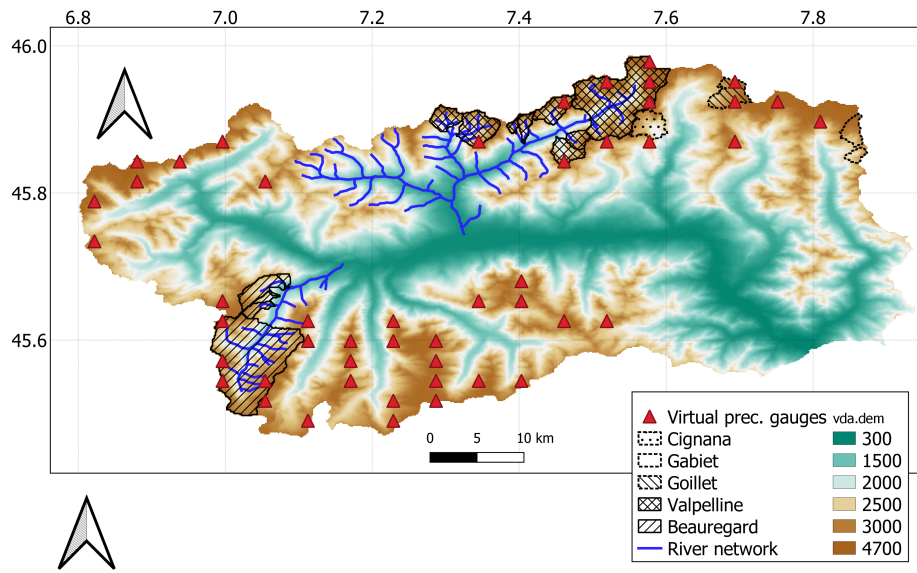 6.8 7.0 7.2 7.4 7.6 7.8
46.0
45.8
45.6
0 5 10 km
Virtual prec. gauges vda.dem
Cignana 300
Gabiet 1500
Goillet 2000
Valpelline 2500
Beauregard 3000
River network 4700